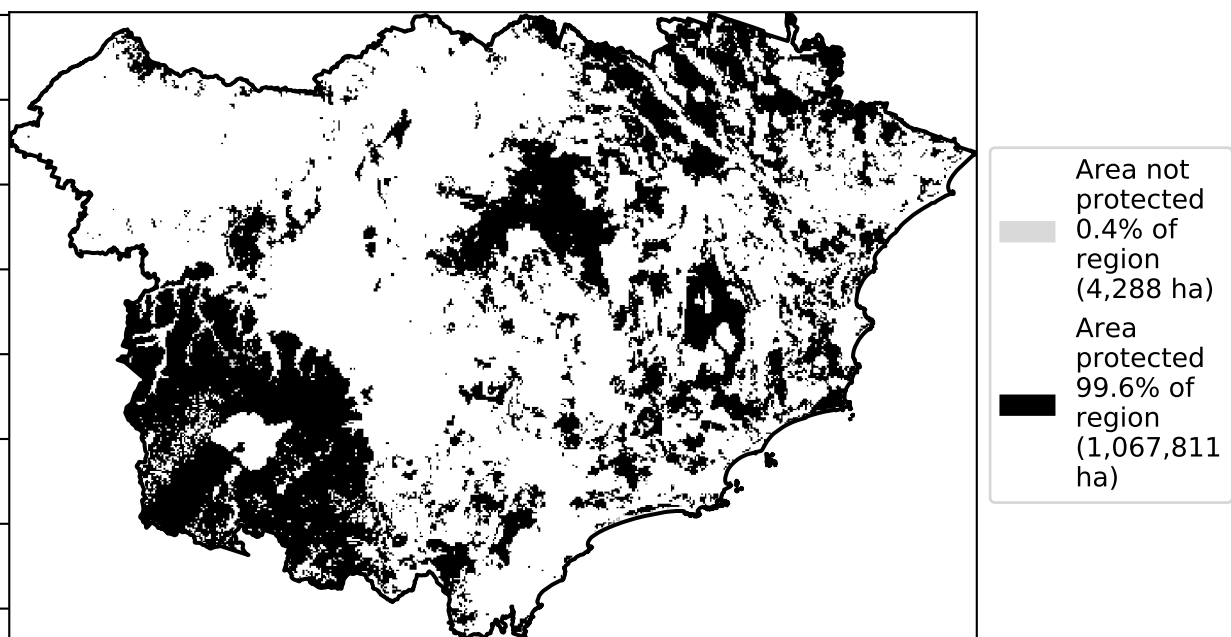 Area not
protected
0.4% of
region
(4,288 ha)
Area
protected
99.6% of
region
(1,067,811
ha)